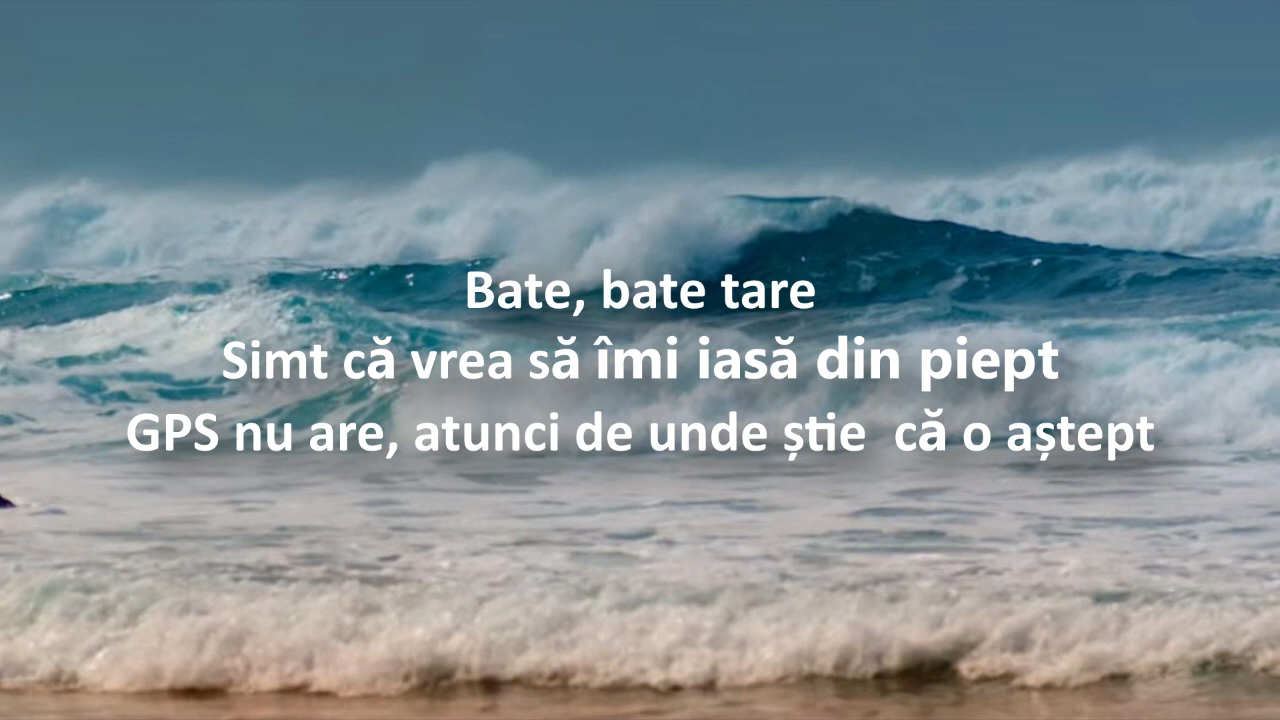 Bate, bate tare
Simt că vrea să îmi iasă din piept
GPS nu are, atunci de unde știe  că o aștept